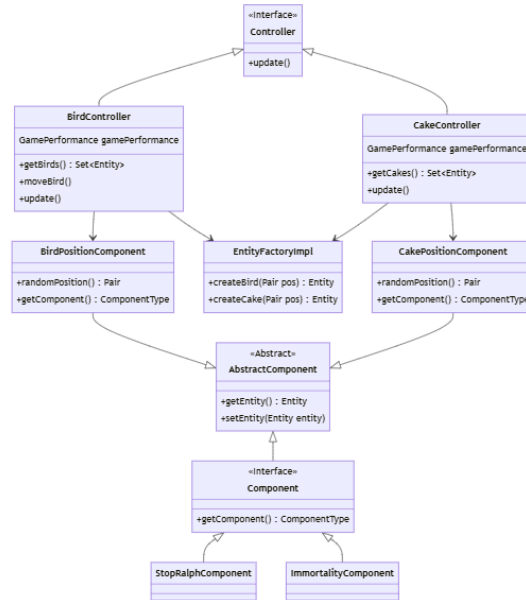 «Interface»
Controller
+update()
BirdController
GamePerformance gamePerformance
+getBirds() : Set<Entity>
+moveBird()
+update()
CakeController
GamePerformance gamePerformance
+getCakes() : Set<Entity>
+update()
BirdPositionComponent
+randomPosition() : Pair
+getComponent() : ComponentType
EntityFactoryImpl
+createBird(Pair pos) : Entity
+createCake(Pair pos) : Entity
CakePositionComponent
+randomPosition() : Pair
+getComponent() : ComponentType
«Abstract»
AbstractComponent
+getEntity() : Entity
+setEntity(Entity entity)
«Interface»
Component
+getComponent() : ComponentType
StopRalphComponent
ImmortalityComponent